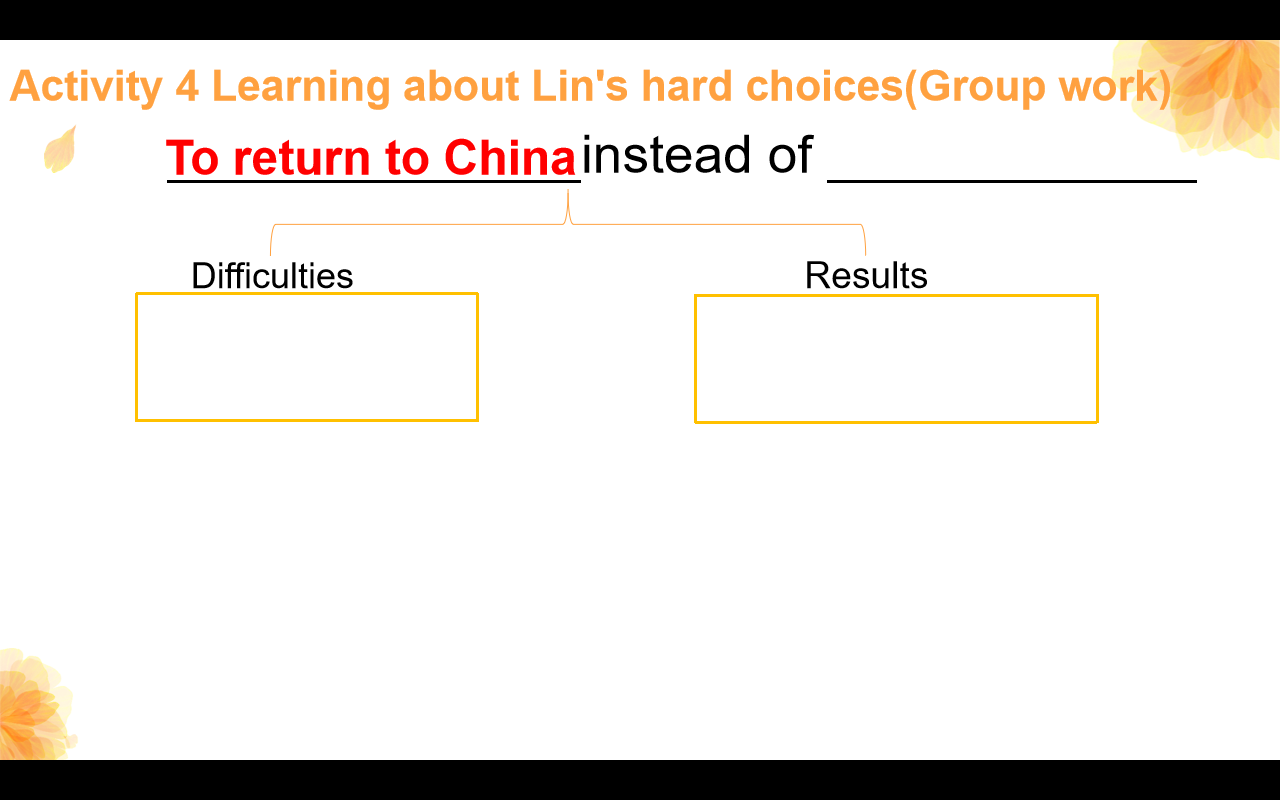 Activity 4 Learning about Lin's hard choices(Group work)
To return to China instead of
Difficulties
Results